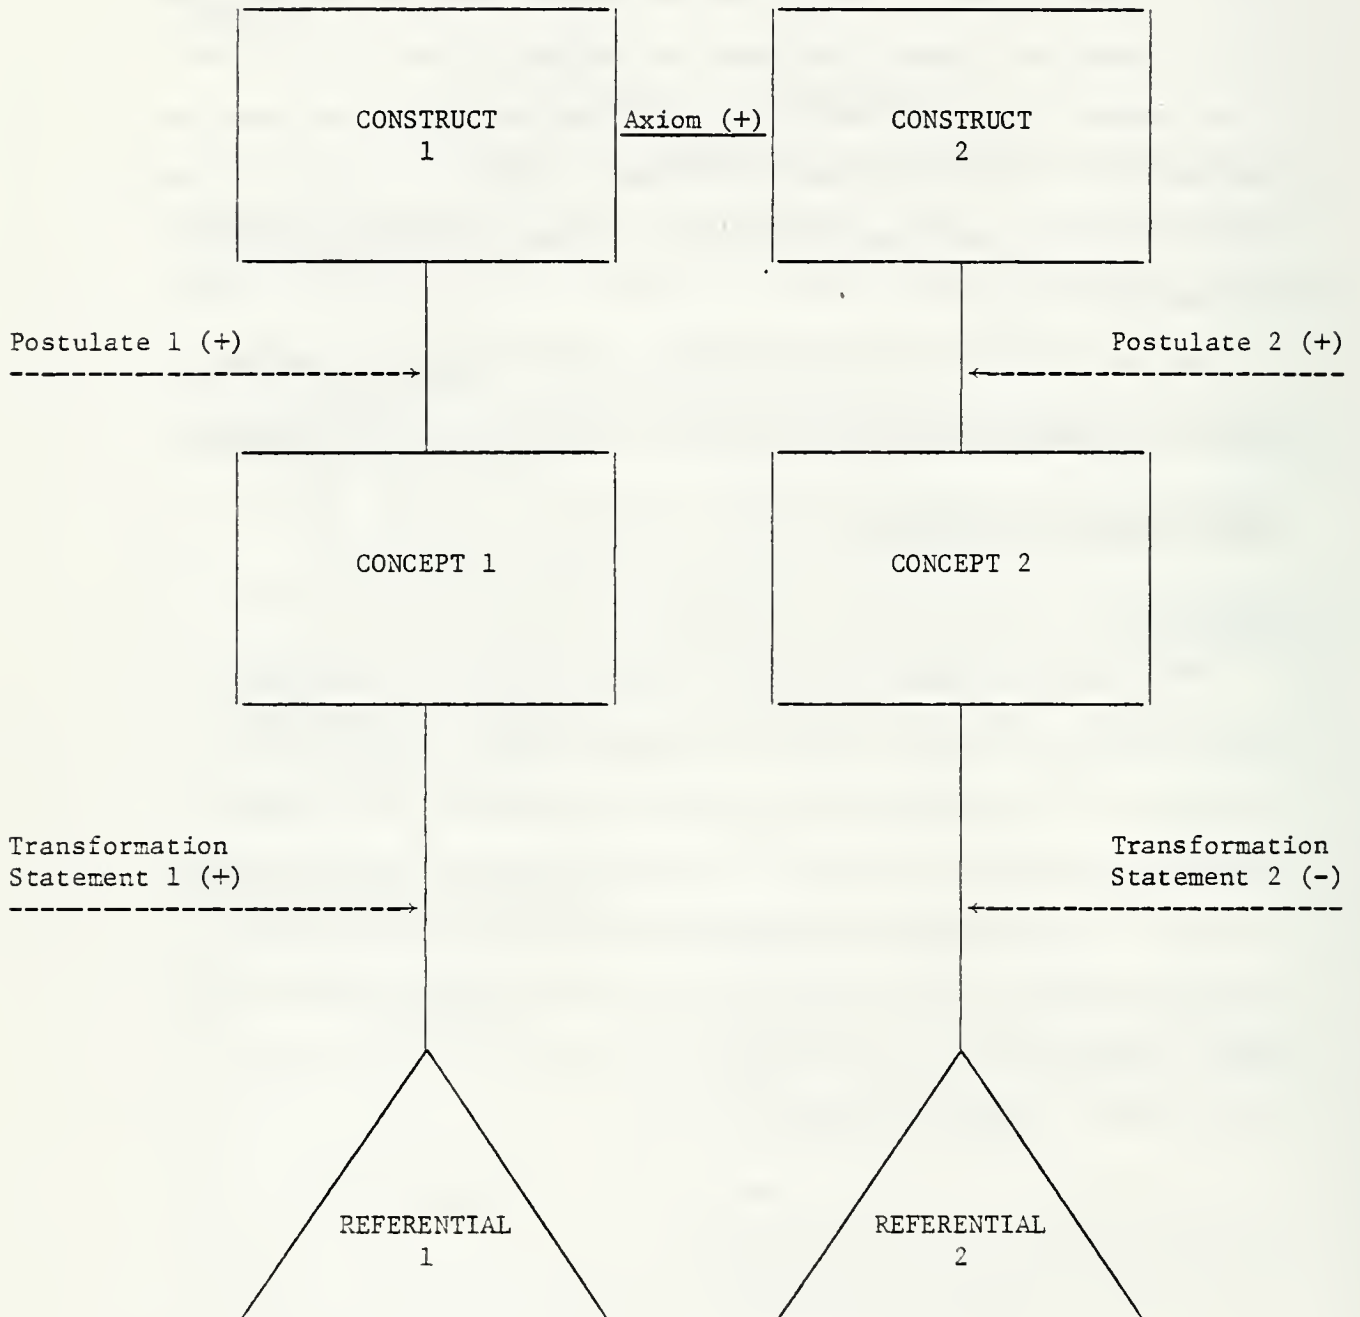 CONSTRUCT
1
Axiom (+)
CONSTRUCT
2
Postulate 1 (+)
Postulate 2 (+)
CONCEPT 1
CONCEPT 2
Transformation
Statement 1 (+)
Transformation
Statement 2 (-)
REFERENTIAL
1
REFERENTIAL
2